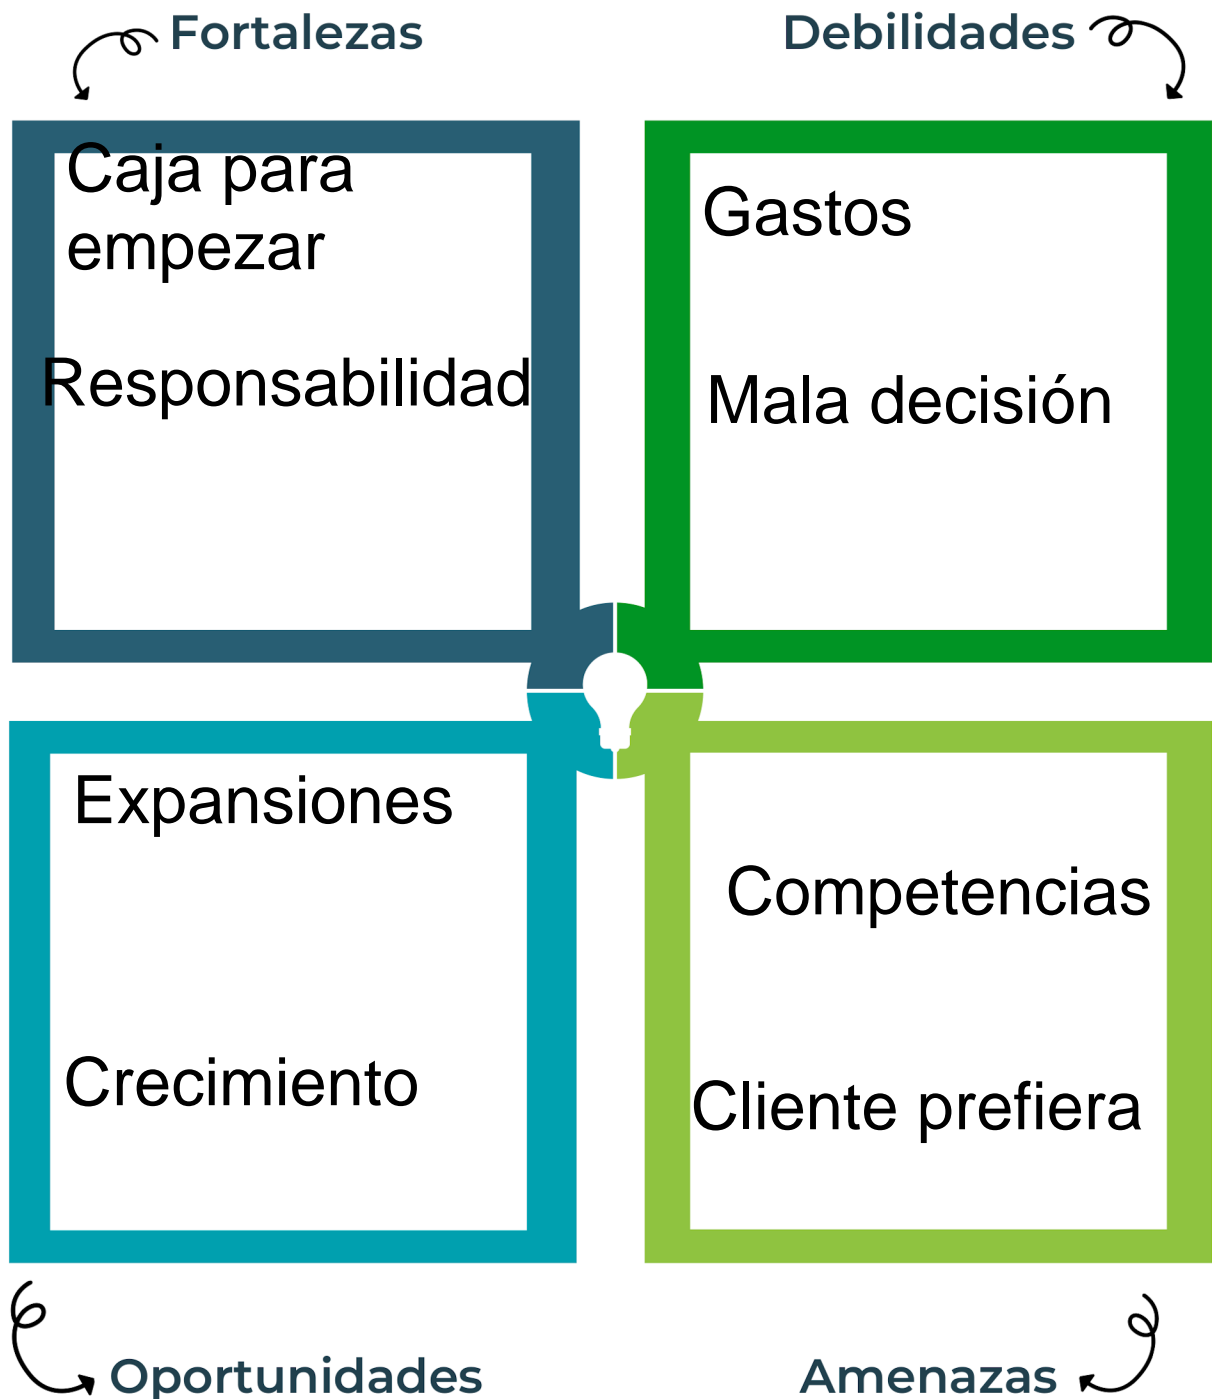 Fortalezas
Debilidades
Caja para
empezar
Responsabilidad
Gastos
Mala decisión
Expansiones
Crecimiento
Competencias
Cliente prefiera
Oportunidades
Amenazas